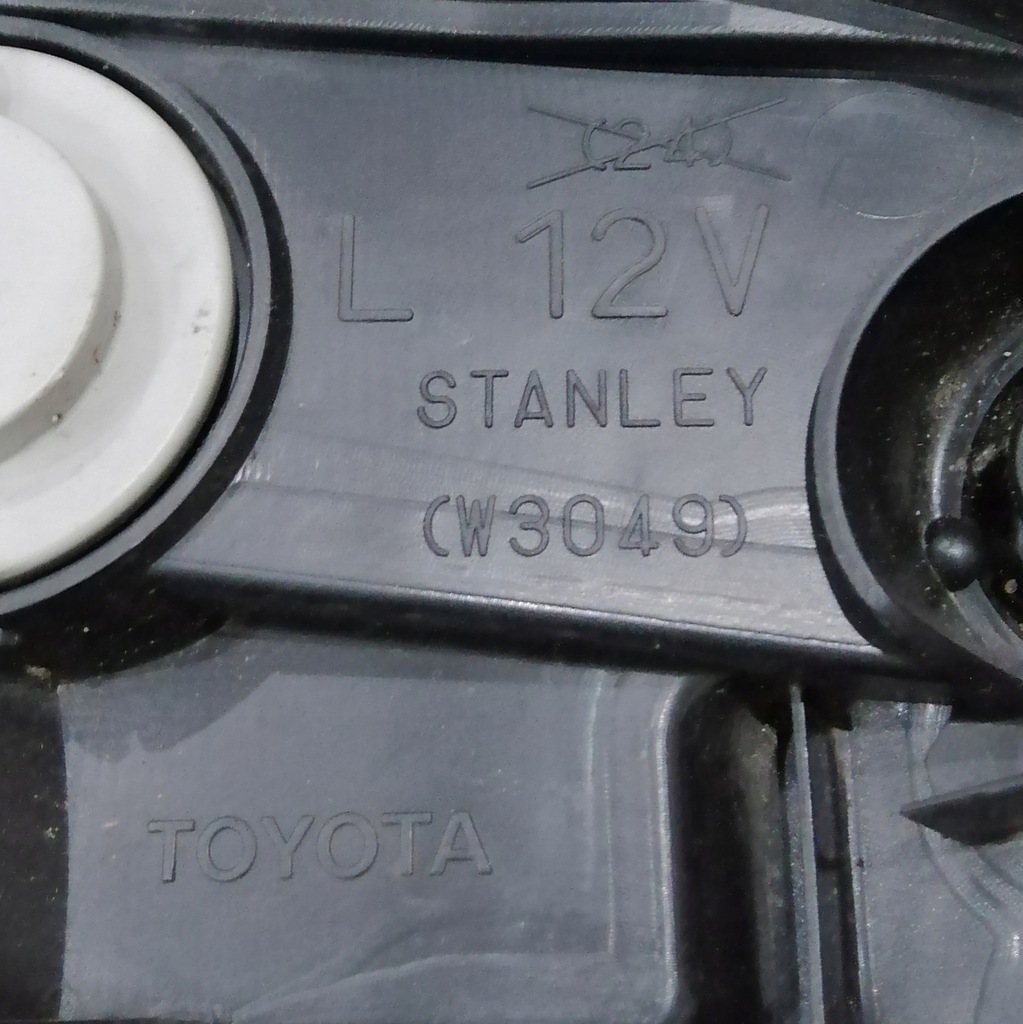 L 12V
STANLEY
(W3049)
TOYOTA